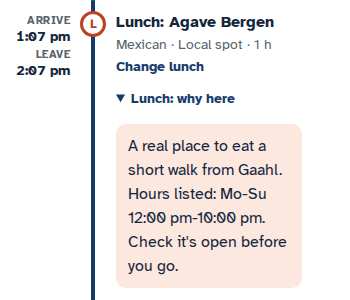 ARRIVE
1:07 pm
LEAVE
2:07 pm
L
Lunch: Agave Bergen
Mexican · Local spot · 1 h
Change lunch
▼ Lunch: why here
A real place to eat a
short walk from Gaahl.
Hours listed: Mo-Su
12:00 pm-10:00 pm.
Check it's open before
you go.